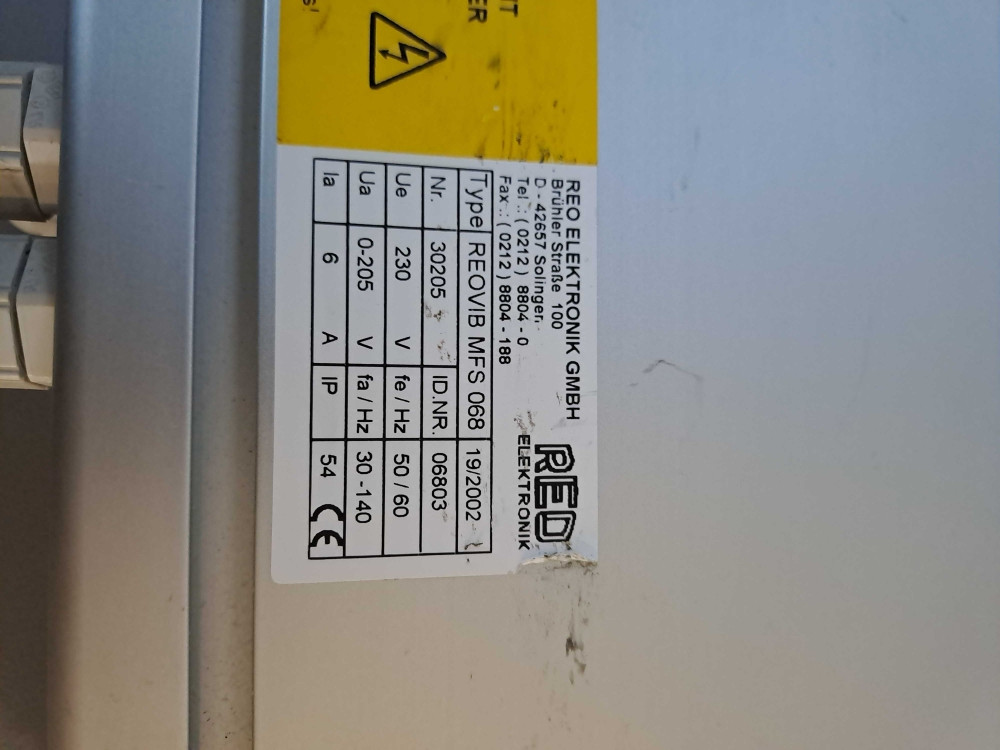 REO ELEKTRONIK GMBH
Brühler Straße 100
D - 42657 Solingen
Tel .: ( 0212 ) 8804 - 0
Fax .: ( 0212 ) 8804 - 188
REO
ELEKTRONIK
Type REOVIB MFS 068 19/2002
Nr. 30205 ID.NR. 06803
Ue 230 V fe / Hz 50 / 60
Ua 0-205 V fa / Hz 30 -140
Ia 6 A IP 54 CE